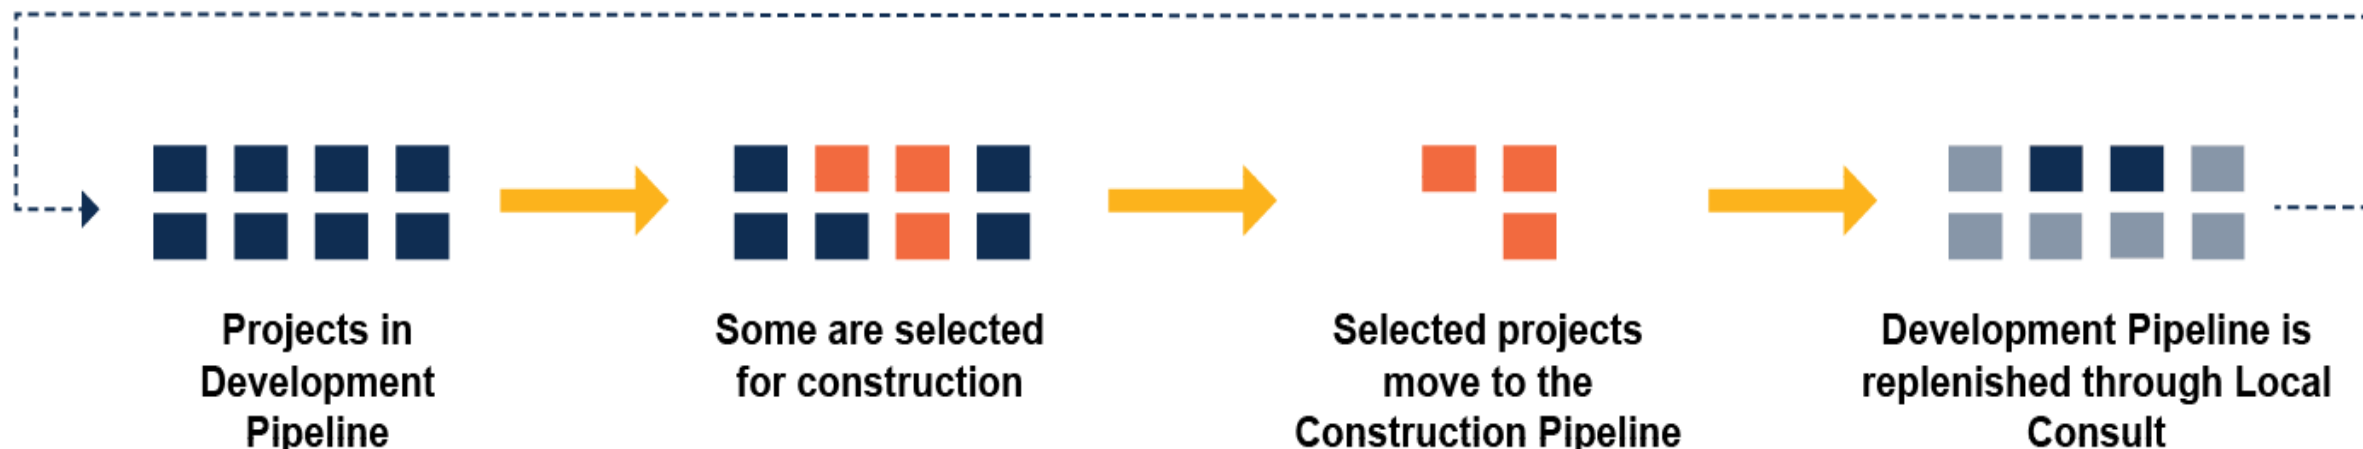 Projects in
Development
Pipeline
Some are selected
for construction
Selected projects
move to the
Construction Pipeline
Development Pipeline is
replenished through Local
Consult